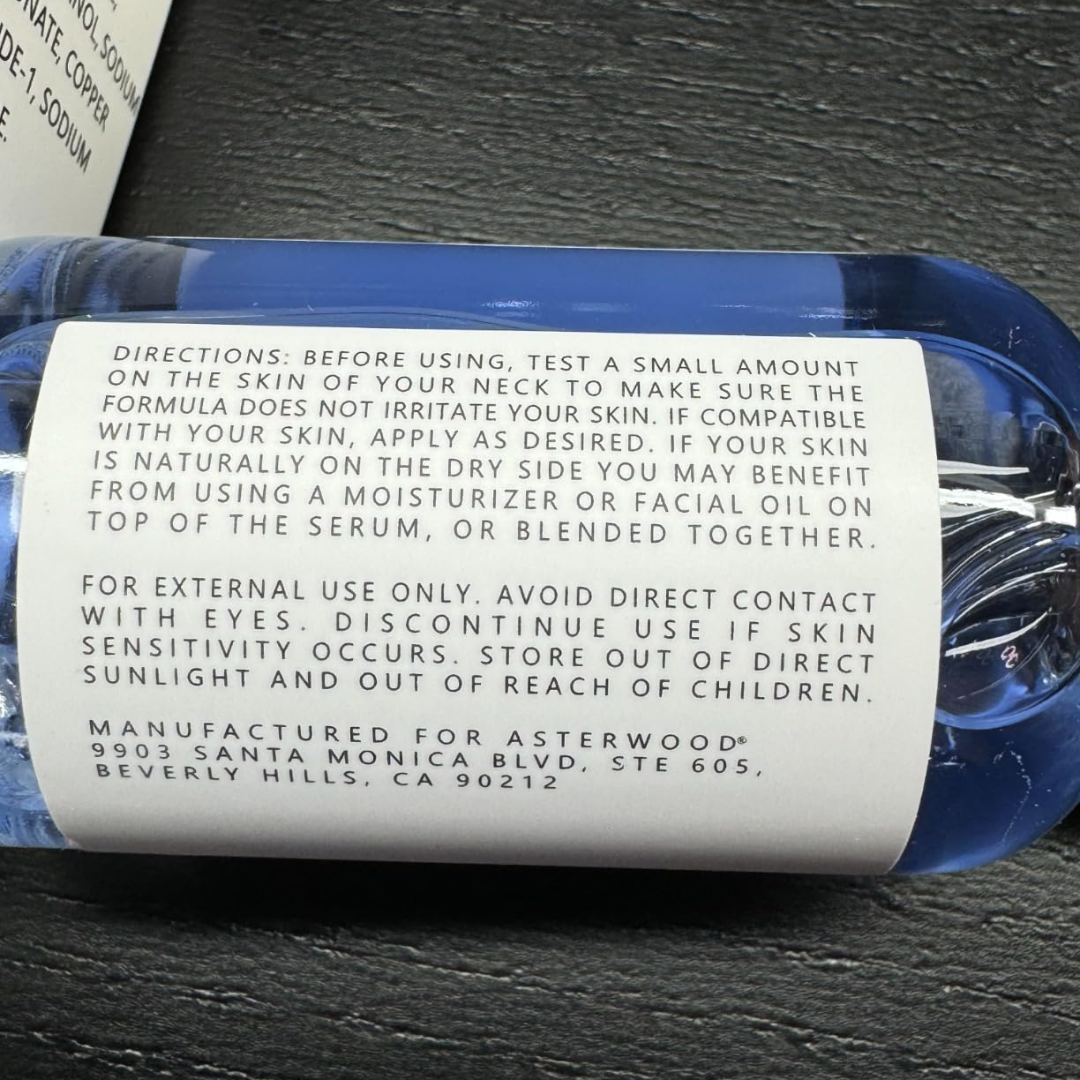 SODIUM
COPPER
SODIUM
DIRECTIONS: BEFORE USING, TEST A SMALL AMOUNT
ON THE SKIN OF YOUR NECK TO MAKE SURE THE
FORMULA DOES NOT IRRITATE YOUR SKIN. IF COMPATIBLE
WITH YOUR SKIN, APPLY AS DESIRED. IF YOUR SKIN
IS NATURALLY ON THE DRY SIDE YOU MAY BENEFIT
FROM USING A MOISTURIZER OR FACIAL OIL ON
TOP OF THE SERUM, OR BLENDED TOGETHER.
FOR EXTERNAL USE ONLY. AVOID DIRECT CONTACT
WITH EYES. DISCONTINUE USE IF SKIN
SENSITIVITY OCCURS. STORE OUT OF DIRECT
SUNLIGHT AND OUT OF REACH OF CHILDREN.
MANUFACTURED FOR ASTERWOOD®
9903 SANTA MONICA BLVD, STE 605,
BEVERLY HILLS, CA 90212